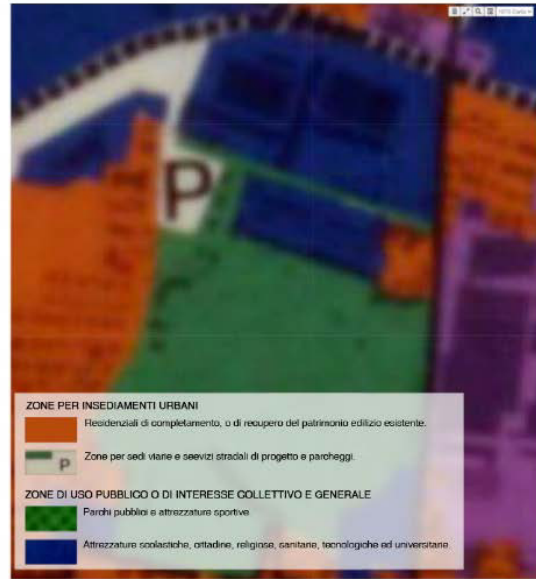 P
ZONE PER INSEDIAMENTI URBANI
Residenziali di completamento, o di recupero del patrimonio edilizio esistente.
P
Zone per sedi viarie e seevizi stradali di progetto e parcheggi.
ZONE DI USO PUBBLICO O DI INTERESSE COLLETTIVO E GENERALE
Parchi pubblici e attrezzature sportive.
Attrezzature scolastiche, cittadine, religiose, sanitarie, tecnologiche ed universitarie.